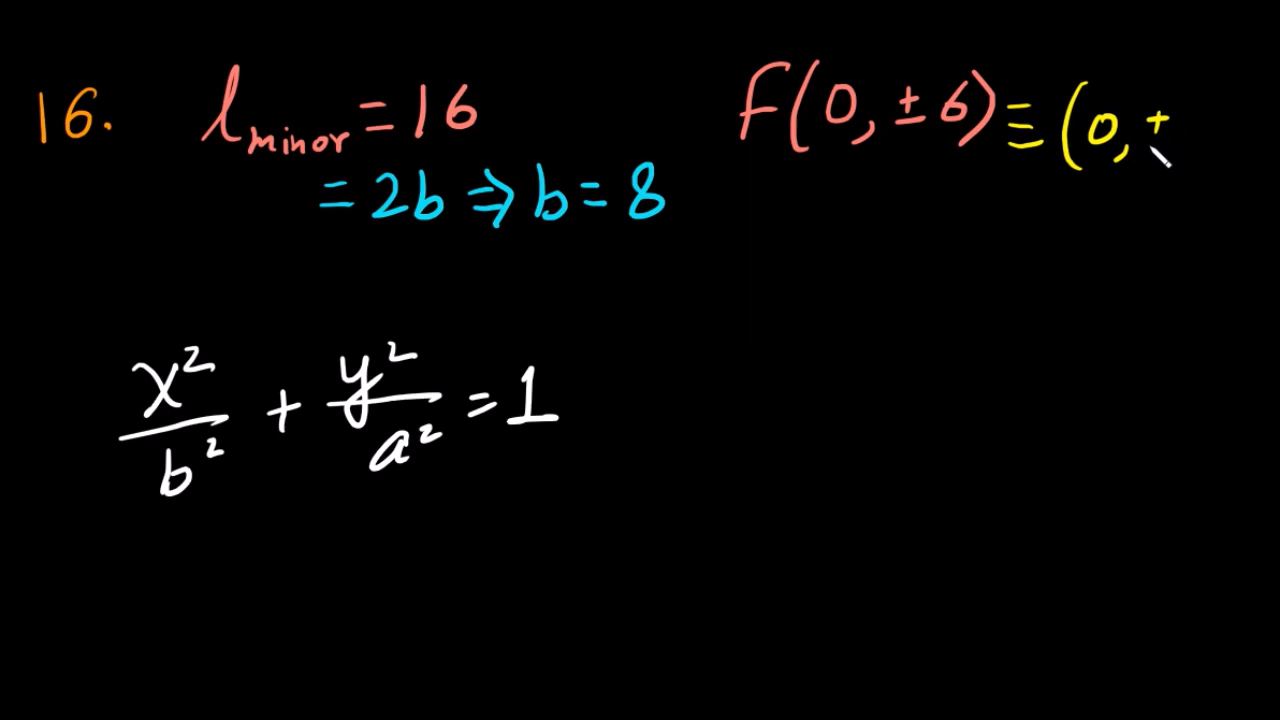 16. l_minor = 16 F(0, ±6) ≡ (0, ±
= 2b ⇒ b = 8
x²/b² + y²/a² = 1